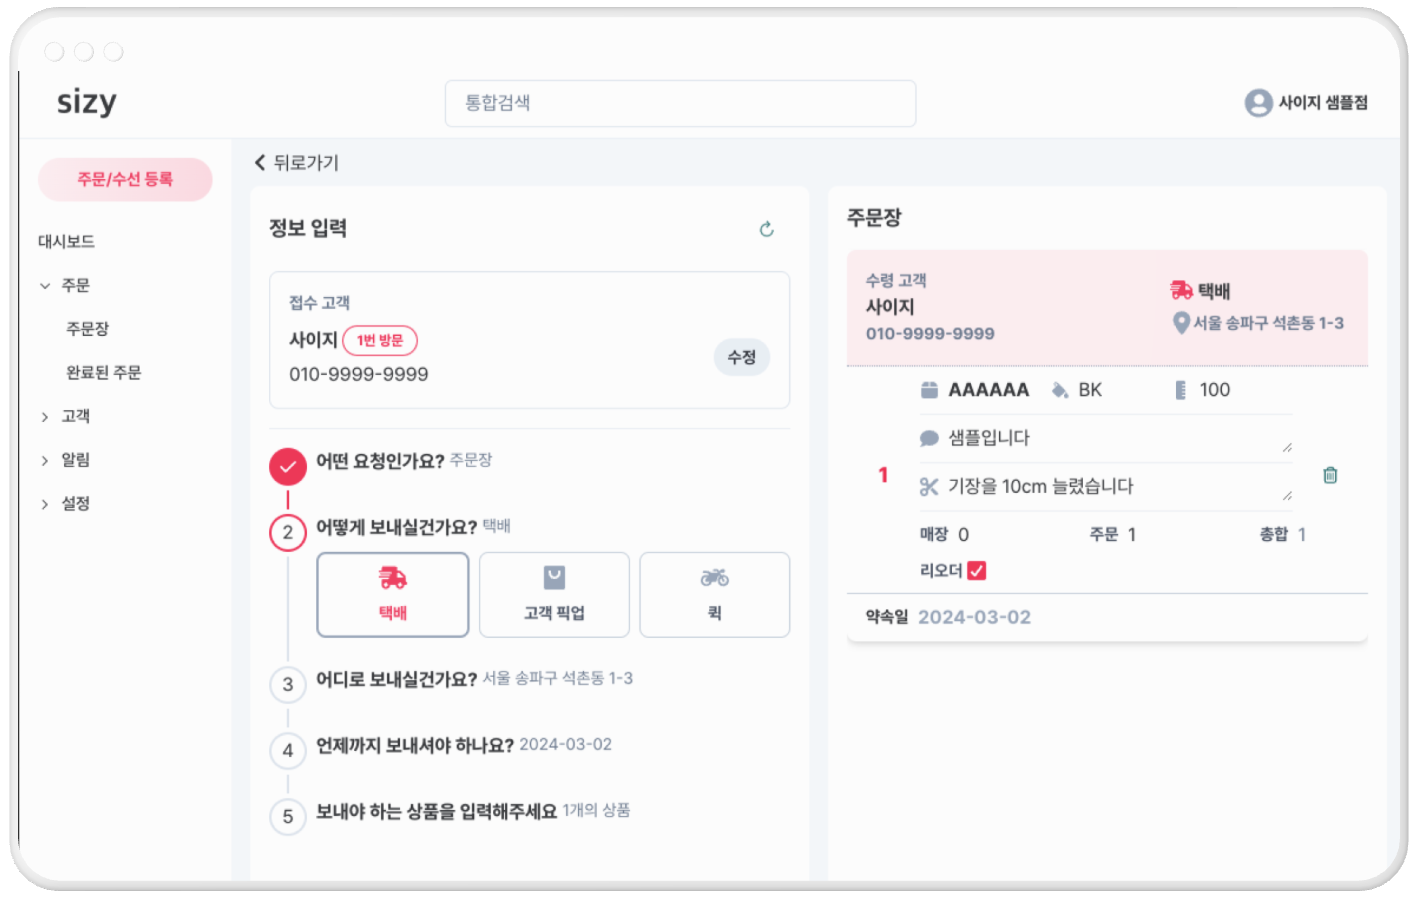 sizy
통합검색
사이지 샘플점
주문/수선 등록
대시보드
주문
주문장
완료된 주문
고객
알림
설정
뒤로가기
정보 입력
접수 고객
사이지 1번 방문
010-9999-9999
수정
어떤 요청인가요? 주문장
2 어떻게 보내실건가요? 택배
택배 고객 픽업 퀵
3 어디로 보내실건가요? 서울 송파구 석촌동 1-3
4 언제까지 보내셔야 하나요? 2024-03-02
5 보내야 하는 상품을 입력해주세요 1개의 상품
주문장
수령 고객
사이지
010-9999-9999
택배
서울 송파구 석촌동 1-3
1
AAAAAA BK 100
샘플입니다
기장을 10cm 늘렸습니다
매장 0 주문 1 총합 1
리오더
약속일 2024-03-02